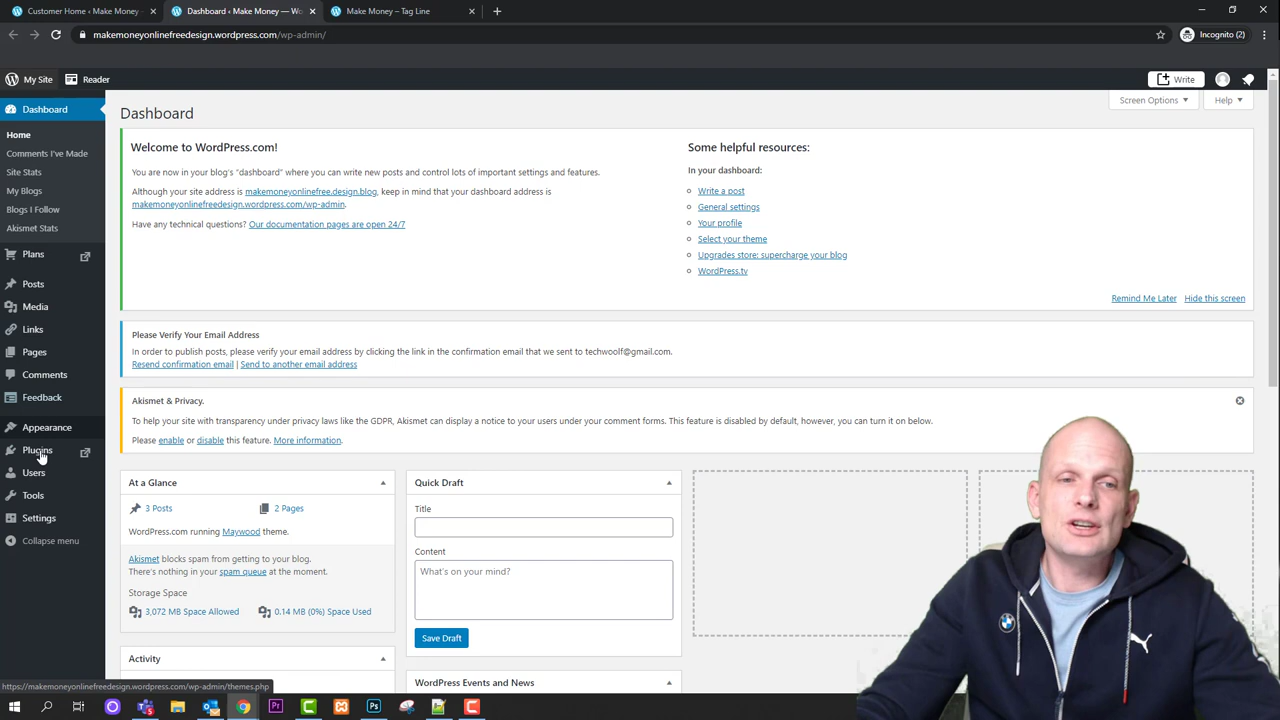 Customer Home ‹ Make Money -
Dashboard ‹ Make Money — Wo
Make Money – Tag Line
makemoneyonlinefreedesign.wordpress.com/wp-admin/
Incognito (2)
My Site
Reader
Write
Dashboard
Home
Comments I've Made
Site Stats
My Blogs
Blogs I Follow
Akismet Stats
Plans
Posts
Media
Links
Pages
Comments
Feedback
Appearance
Plugins
Users
Tools
Settings
Collapse menu
Screen Options
Help
Dashboard
Welcome to WordPress.com!
You are now in your blog's "dashboard" where you can write new posts and control lots of important settings and features.
Although your site address is makemoneyonlinefree.design.blog, keep in mind that your dashboard address is
makemoneyonlinefreedesign.wordpress.com/wp-admin.
Have any technical questions? Our documentation pages are open 24/7
Some helpful resources:
In your dashboard:
Write a post
General settings
Your profile
Select your theme
Upgrades store: supercharge your blog
WordPress.tv
Remind Me Later
Hide this screen
Please Verify Your Email Address
In order to publish posts, please verify your email address by clicking the link in the confirmation email that we sent to techwoolf@gmail.com.
Resend confirmation email | Send to another email address
Akismet & Privacy.
To help your site with transparency under privacy laws like the GDPR, Akismet can display a notice to your users under your comment forms. This feature is disabled by default, however, you can turn it on below.
Please enable or disable this feature. More information.
At a Glance
3 Posts
2 Pages
WordPress.com running Maywood theme.
Akismet blocks spam from getting to your blog.
There's nothing in your spam queue at the moment.
Storage Space
3,072 MB Space Allowed
0.14 MB (0%) Space Used
Activity
Quick Draft
Title
Content
What's on your mind?
Save Draft
WordPress Events and News
https://makemoneyonlinefreedesign.wordpress.com/wp-admin/themes.php
Pr
Ps
PUMA